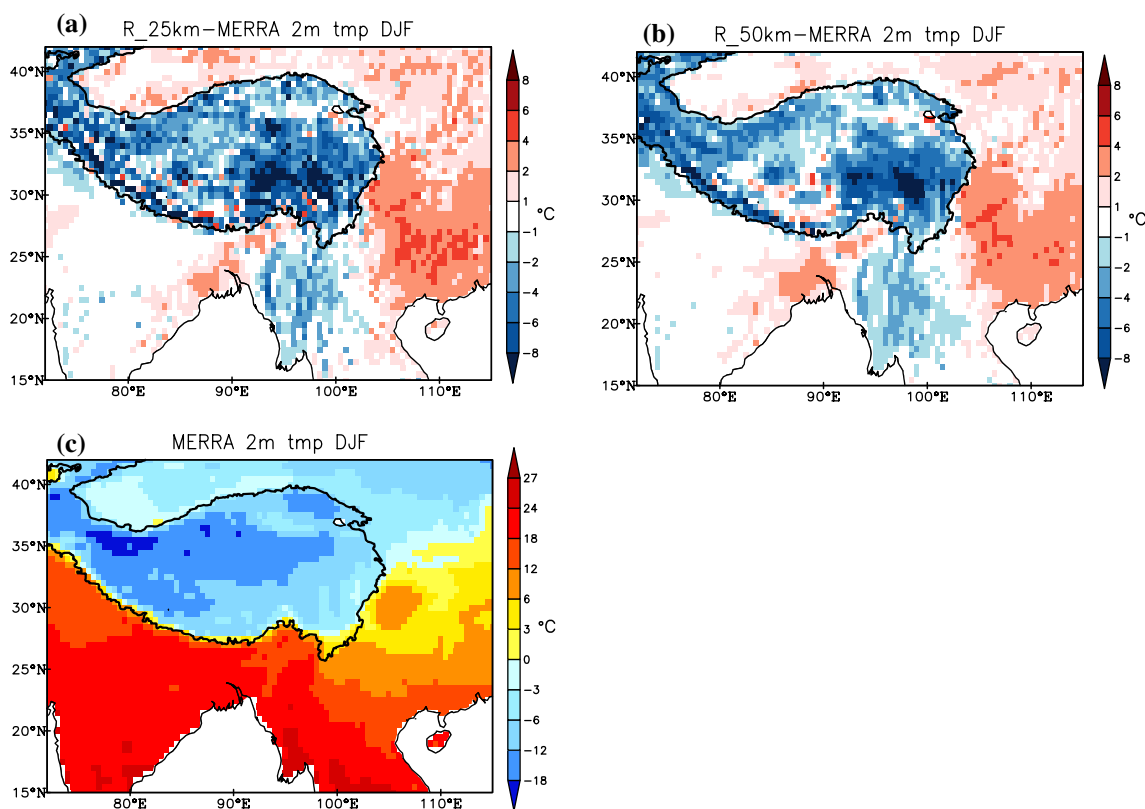 (a)
R_25km-MERRA 2m tmp DJF
40°N
35°N
30°N
25°N
20°N
15°N
80°E 90°E 100°E 110°E
8
6
4
2
1
-1
-2
-4
-6
-8
°C
(b)
R_50km-MERRA 2m tmp DJF
40°N
35°N
30°N
25°N
20°N
15°N
80°E 90°E 100°E 110°E
8
6
4
2
1
-1
-2
-4
-6
-8
°C
(c)
MERRA 2m tmp DJF
40°N
35°N
30°N
25°N
20°N
15°N
80°E 90°E 100°E 110°E
27
24
18
12
6
3
0
-3
-6
-12
-18
°C